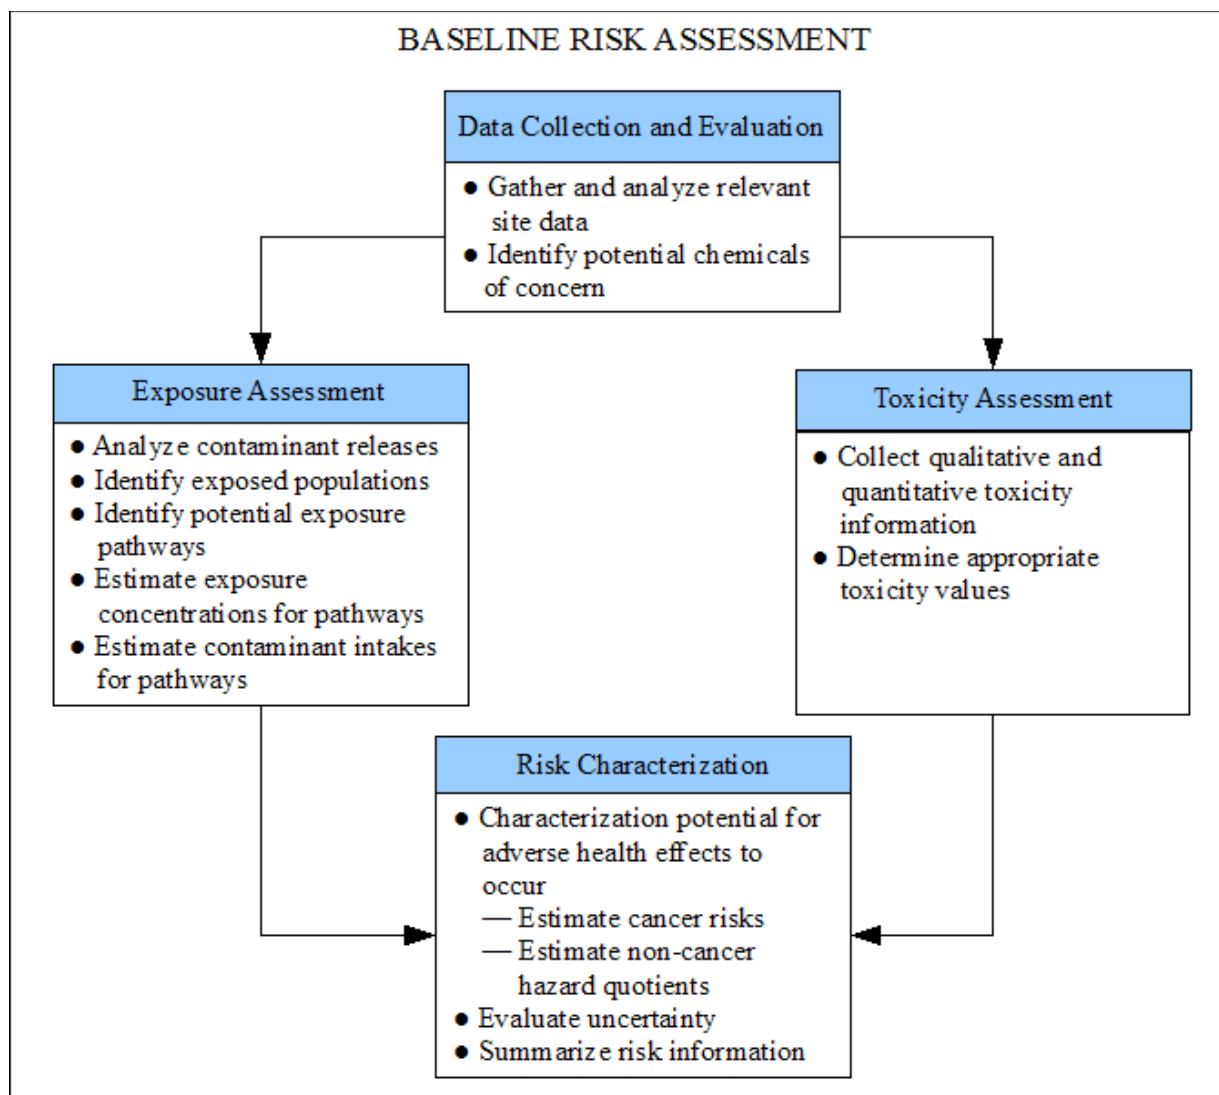 BASELINE RISK ASSESSMENT
Data Collection and Evaluation
● Gather and analyze relevant
site data
● Identify potential chemicals
of concern
Exposure Assessment
● Analyze contaminant releases
● Identify exposed populations
● Identify potential exposure
pathways
● Estimate exposure
concentrations for pathways
● Estimate contaminant intakes
for pathways
Toxicity Assessment
● Collect qualitative and
quantitative toxicity
information
● Determine appropriate
toxicity values
Risk Characterization
● Characterization potential for
adverse health effects to
occur
— Estimate cancer risks
— Estimate non-cancer
hazard quotients
● Evaluate uncertainty
● Summarize risk information